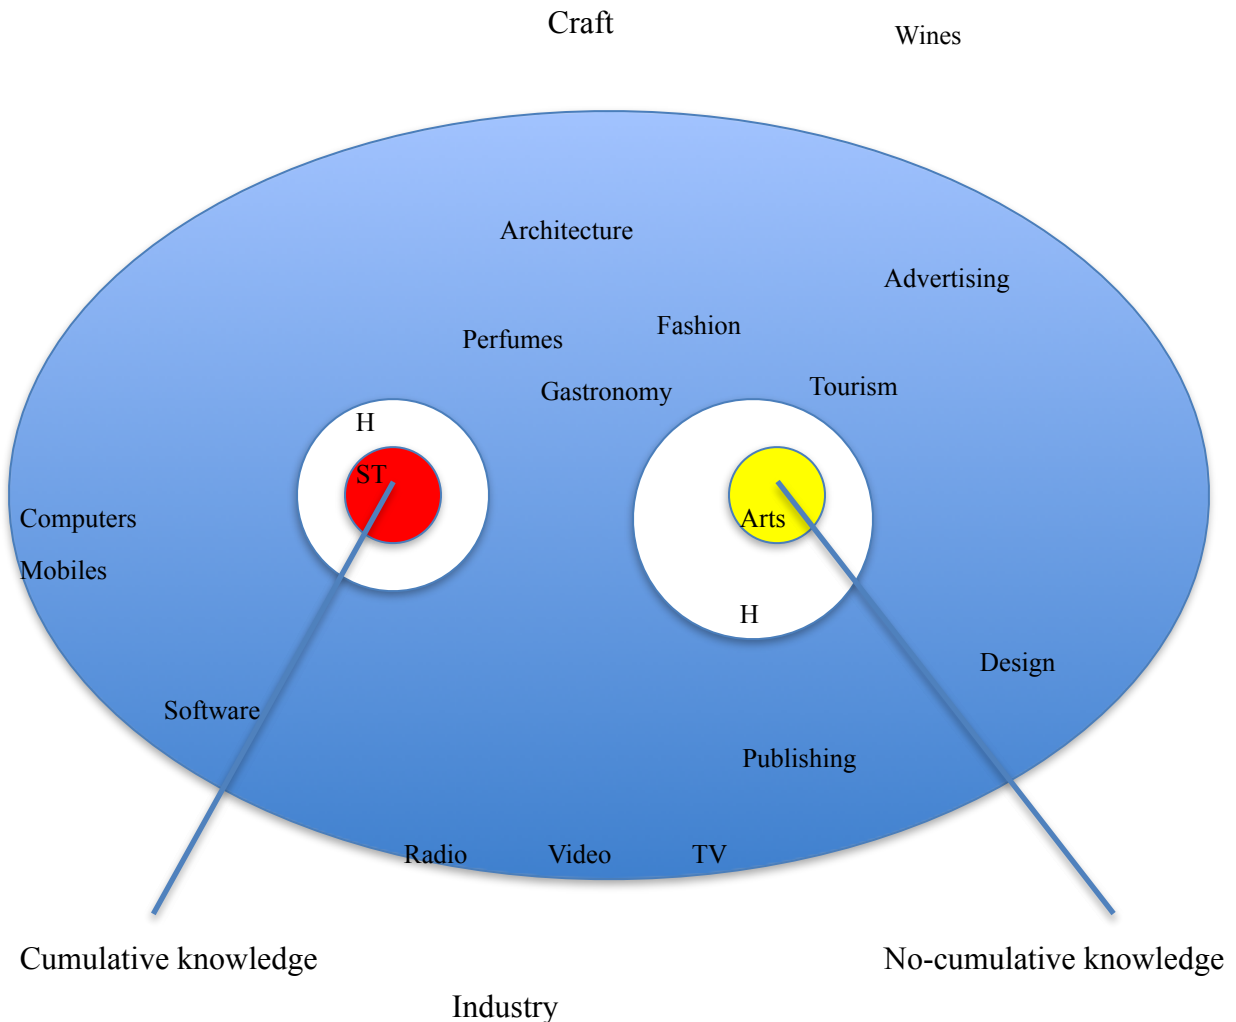 Craft
Wines
Architecture
Advertising
Fashion
Perfumes
Tourism
Gastronomy
H
ST
Computers
Arts
Mobiles
H
Design
Software
Publishing
Radio Video TV
Cumulative knowledge
No-cumulative knowledge
Industry